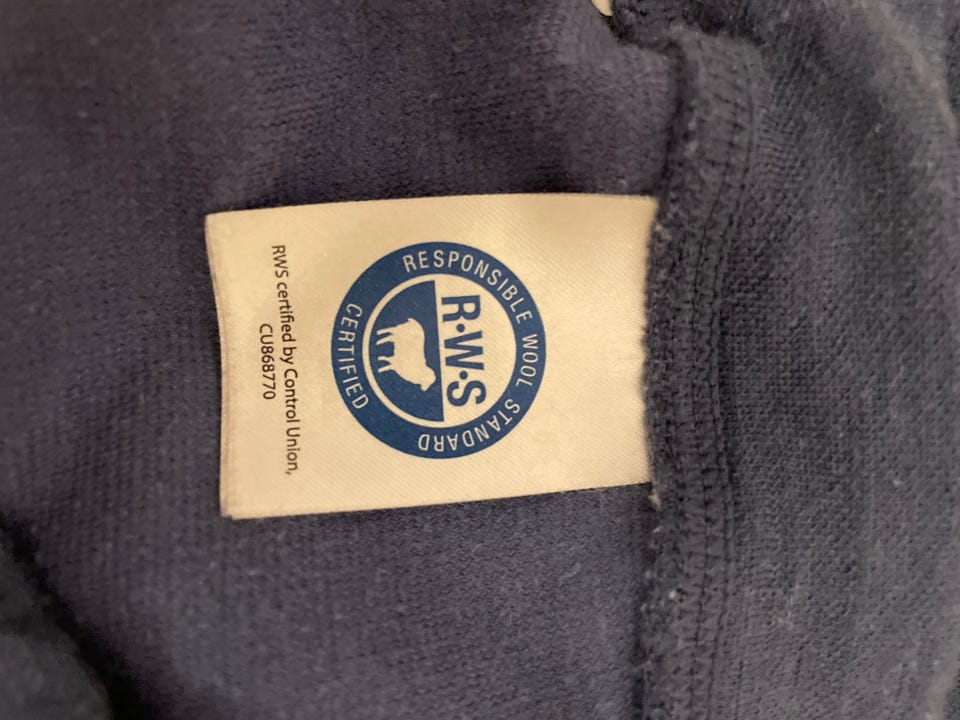 RESPONSIBLE WOOL STANDARD
R·W·S
CERTIFIED
RWS certified by Control Union,
CU868770